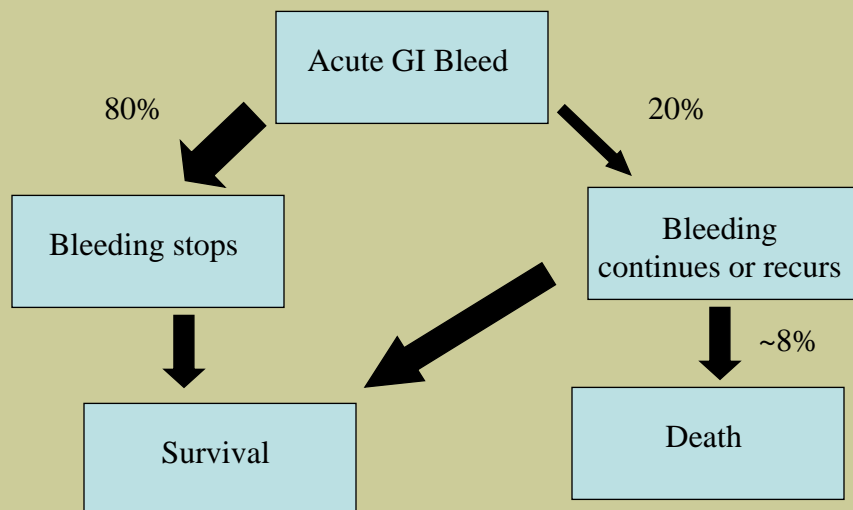 Acute GI Bleed
80%
20%
Bleeding stops
Bleeding
continues or recurs
~8%
Survival
Death